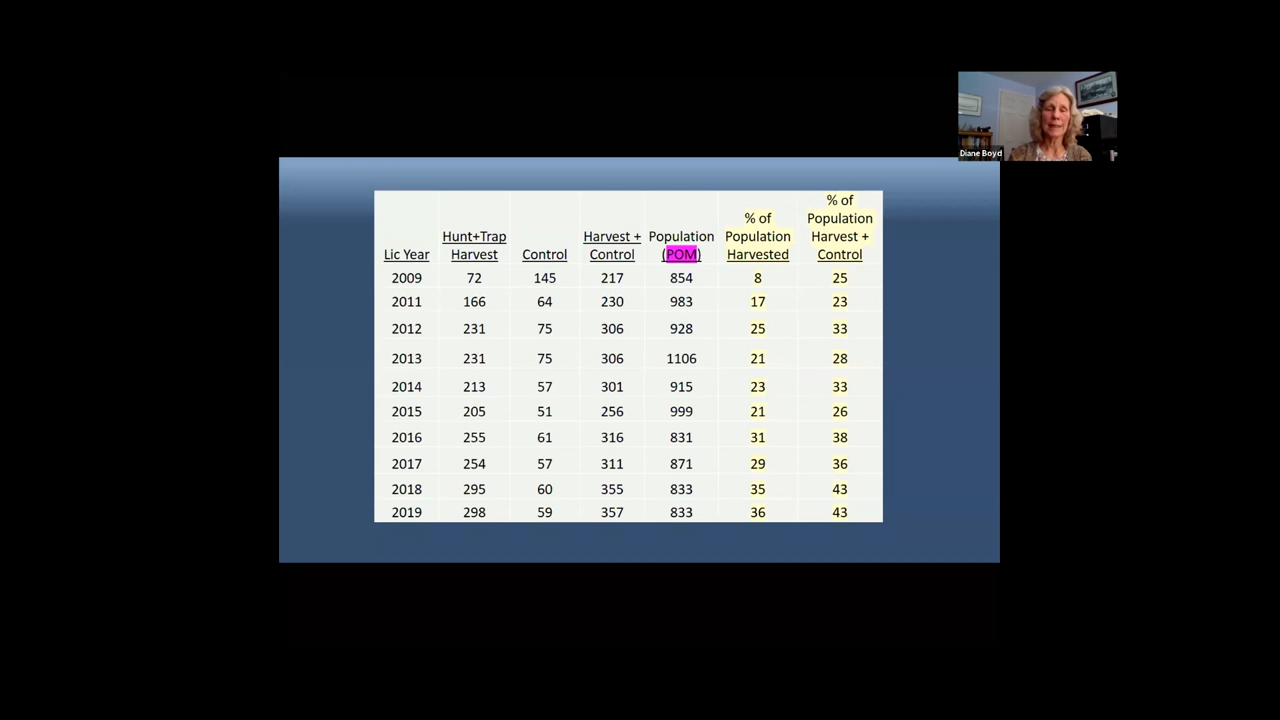 Diane Boyd
% of
% of Population
Hunt+Trap Harvest + Population Population Harvest +
Lic Year Harvest Control Control (POM) Harvested Control
2009 72 145 217 854 8 25
2011 166 64 230 983 17 23
2012 231 75 306 928 25 33
2013 231 75 306 1106 21 28
2014 213 57 301 915 23 33
2015 205 51 256 999 21 26
2016 255 61 316 831 31 38
2017 254 57 311 871 29 36
2018 295 60 355 833 35 43
2019 298 59 357 833 36 43